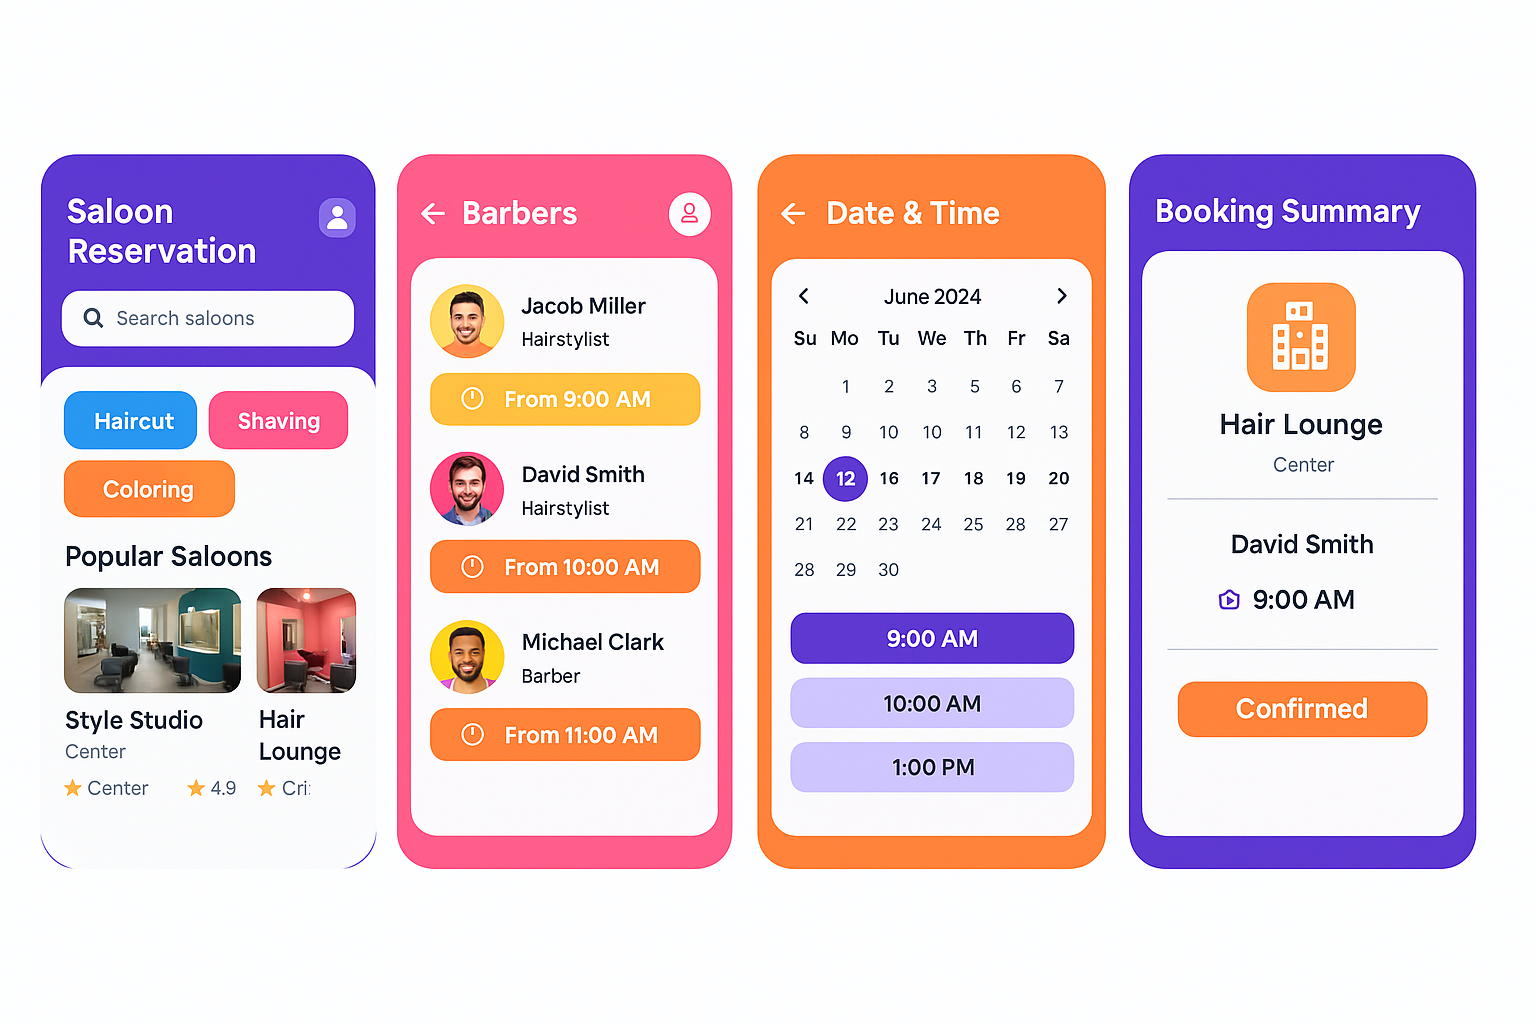 Saloon
Reservation
Search saloons
Haircut
Shaving
Coloring
Popular Saloons
Style Studio
Center
Center
4.9
Hair
Lounge
Cri:
Barbers
Jacob Miller
Hairstylist
From 9:00 AM
David Smith
Hairstylist
From 10:00 AM
Michael Clark
Barber
From 11:00 AM
Date & Time
June 2024
Su Mo Tu We Th Fr Sa
1 2 3 5 6 7
8 9 10 10 11 12 13
14 12 16 17 18 19 20
21 22 23 24 25 28 27
28 29 30
9:00 AM
10:00 AM
1:00 PM
Booking Summary
Hair Lounge
Center
David Smith
9:00 AM
Confirmed